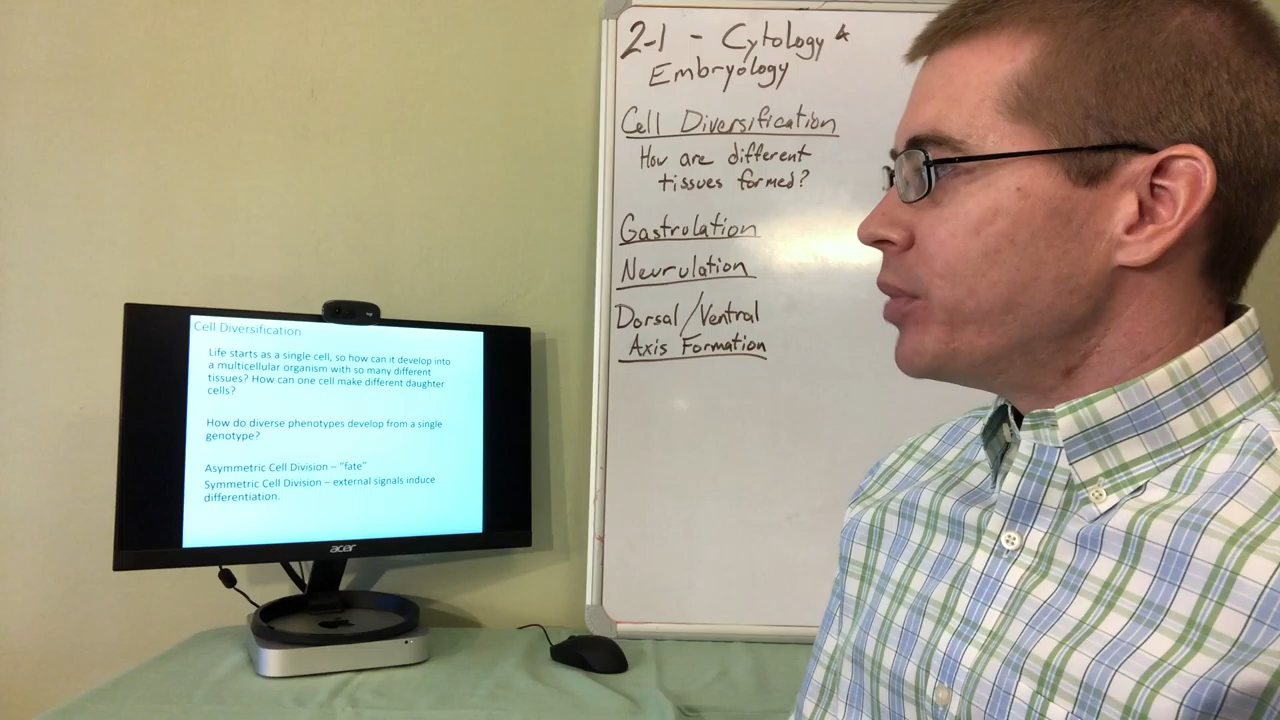 2-1 - Cytology &
Embryology
Cell Diversification
How are different
tissues formed?
Gastrolation
Neurulation
Dorsal/Ventral
Axis Formation
Cell Diversification
Life starts as a single cell, so how can it develop into
a multicellular organism with so many different
tissues? How can one cell make different daughter
cells?
How do diverse phenotypes develop from a single
genotype?
Asymmetric Cell Division – "fate"
Symmetric Cell Division – external signals induce
differentiation.
acer